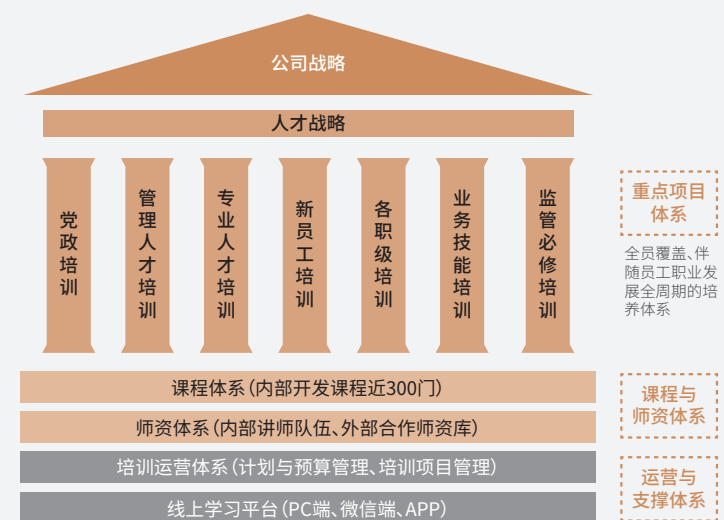 公司战略
人才战略
党政培训
管理人才培训
专业人才培训
新员工培训
各职级培训
业务技能培训
监管必修培训
重点项目
体系
全员覆盖、伴
随员工职业发
展全周期的培
养体系
课程体系（内部开发课程近300门）
师资体系（内部讲师队伍、外部合作师资库）
课程与
师资体系
培训运营体系（计划与预算管理、培训项目管理）
线上学习平台（PC端、微信端、APP）
运营与
支撑体系